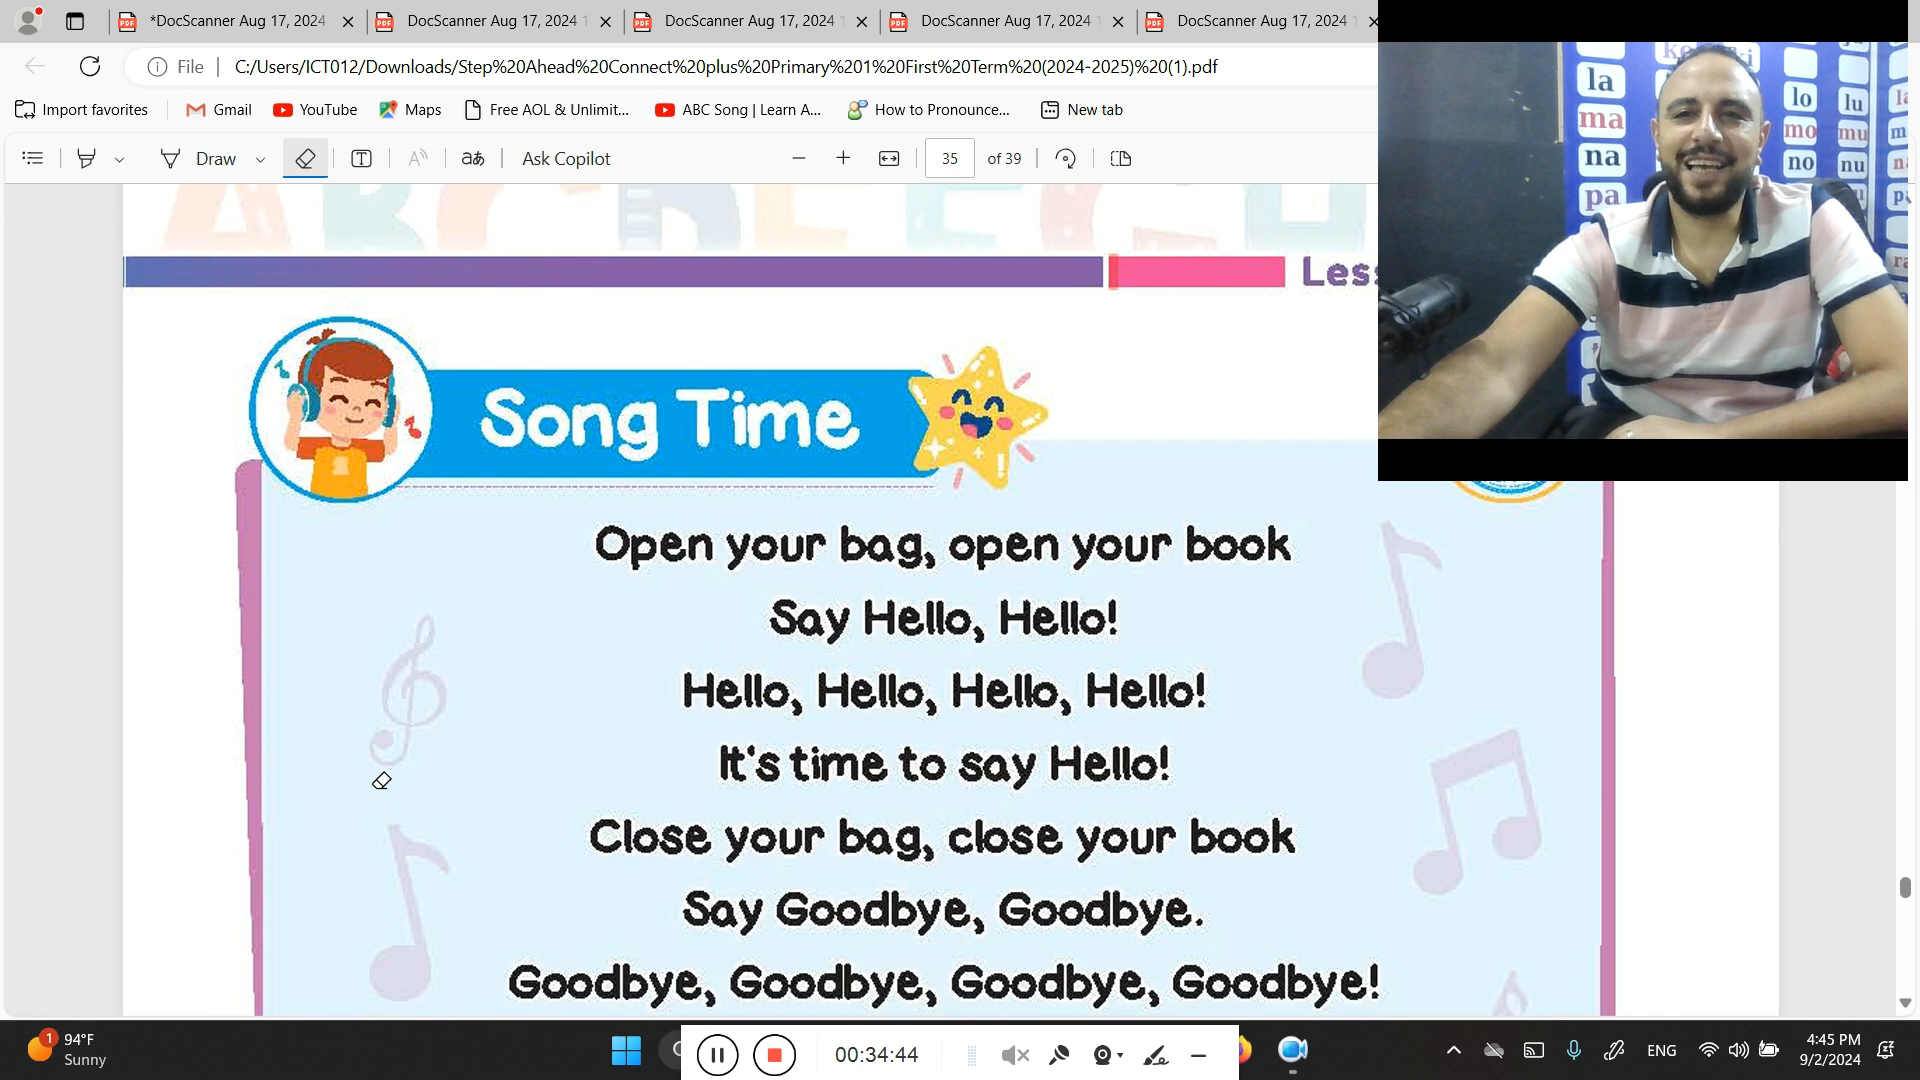 *DocScanner Aug 17, 2024
DocScanner Aug 17, 2024 1
DocScanner Aug 17, 2024
DocScanner Aug 17, 2024 1
DocScanner Aug 17, 2024 1
File
C:/Users/ICT012/Downloads/Step%20Ahead%20Connect%20plus%20Primary%201%20First%20Term%20(2024-2025)%20(1).pdf
Import favorites
Gmail
YouTube
Maps
Free AOL & Unlimit...
ABC Song | Learn A...
How to Pronounce...
New tab
Draw
Ask Copilot
35 of 39
A B C D E F G H
Less
Song Time
Open your bag, open your book
Say Hello, Hello!
Hello, Hello, Hello, Hello!
It's time to say Hello!
Close your bag, close your book
Say Goodbye, Goodbye.
Goodbye, Goodbye, Goodbye, Goodbye!
la
ma
na
pa
lo
mo
no
lu
mu
nu
94°F
Sunny
00:34:44
ENG
4:45 PM
9/2/2024